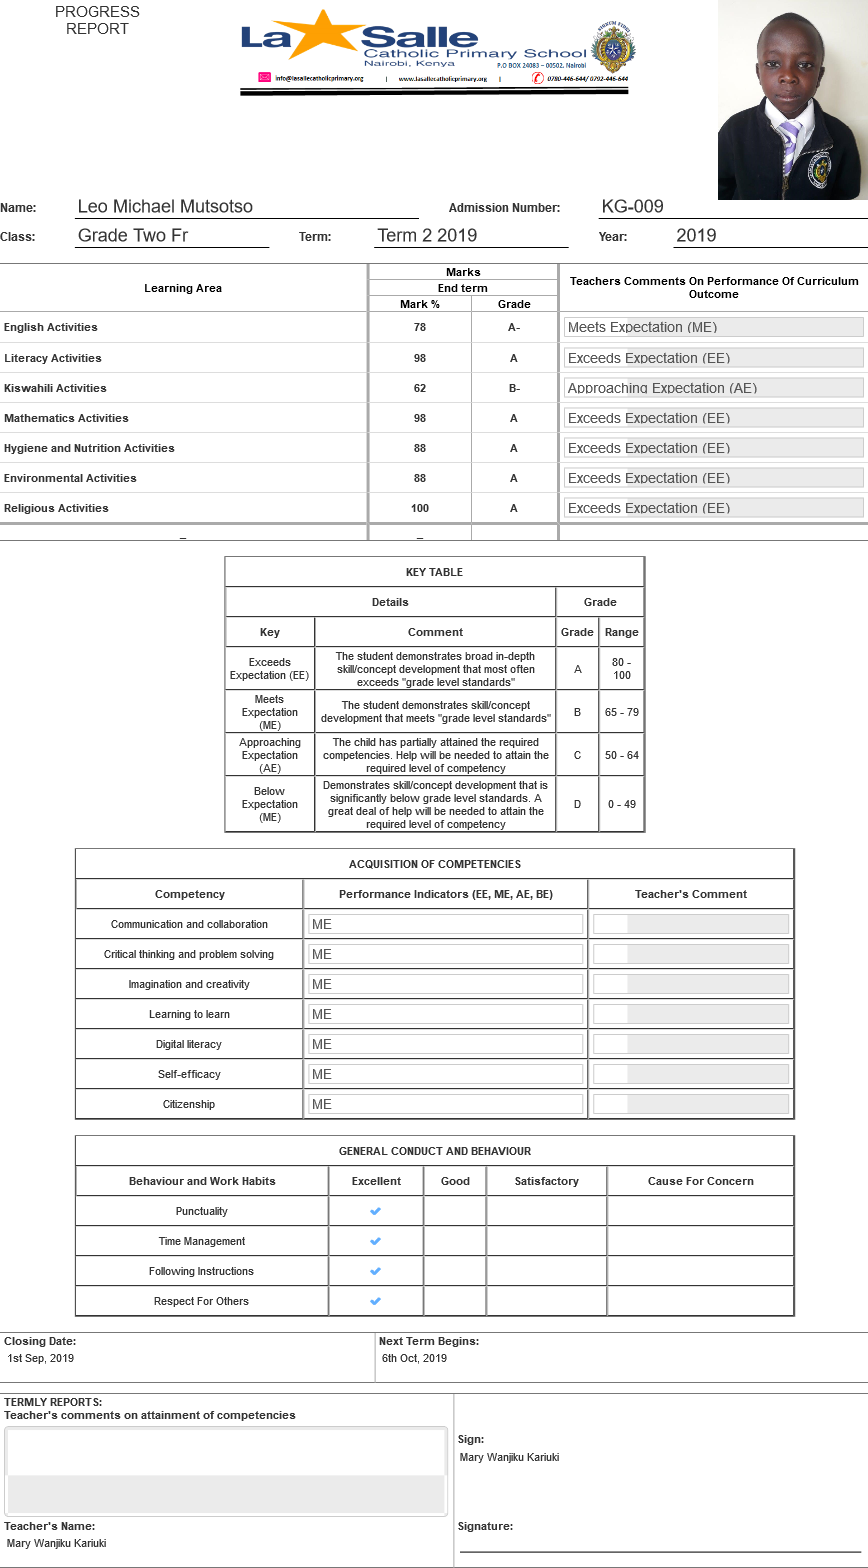 PROGRESS
REPORT
La Salle
Catholic Primary School
Nairobi, Kenya
P.O BOX 24083 – 00502, Nairobi
info@lasallecatholicprimary.org | www.lasallecatholicprimary.org | 0780-446-644/ 0792-446-644
Name: Leo Michael Mutsotso Admission Number: KG-009
Class: Grade Two Fr Term: Term 2 2019 Year: 2019
Learning Area
Marks
End term
Mark % Grade
Teachers Comments On Performance Of Curriculum
Outcome
English Activities 78 A- Meets Expectation (ME)
Literacy Activities 98 A Exceeds Expectation (EE)
Kiswahili Activities 62 B- Approaching Expectation (AE)
Mathematics Activities 98 A Exceeds Expectation (EE)
Hygiene and Nutrition Activities 88 A Exceeds Expectation (EE)
Environmental Activities 88 A Exceeds Expectation (EE)
Religious Activities 100 A Exceeds Expectation (EE)
_ _
KEY TABLE
Details Grade
Key Comment Grade Range
Exceeds
Expectation (EE)
The student demonstrates broad in-depth
skill/concept development that most often
exceeds "grade level standards"
A
80 -
100
Meets
Expectation
(ME)
The student demonstrates skill/concept
development that meets "grade level standards"
B
65 - 79
Approaching
Expectation
(AE)
The child has partially attained the required
competencies. Help will be needed to attain the
required level of competency
C
50 - 64
Below
Expectation
(ME)
Demonstrates skill/concept development that is
significantly below grade level standards. A
great deal of help will be needed to attain the
required level of competency
D
0 - 49
ACQUISITION OF COMPETENCIES
Competency Performance Indicators (EE, ME, AE, BE) Teacher's Comment
Communication and collaboration ME
Critical thinking and problem solving ME
Imagination and creativity ME
Learning to learn ME
Digital literacy ME
Self-efficacy ME
Citizenship ME
GENERAL CONDUCT AND BEHAVIOUR
Behaviour and Work Habits Excellent Good Satisfactory Cause For Concern
Punctuality
Time Management
Following Instructions
Respect For Others
Closing Date: Next Term Begins:
1st Sep, 2019 6th Oct, 2019
TERMLY REPORTS:
Teacher's comments on attainment of competencies
Sign:
Mary Wanjiku Kariuki
Teacher's Name: Signature:
Mary Wanjiku Kariuki